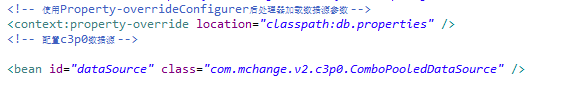 <!-- 使用Property-overrideConfigurer后处理器加载数据源参数 -->
<context:property-override location="classpath:db.properties" />
<!-- 配置c3p0数据源 -->
<bean id="dataSource" class="com.mchange.v2.c3p0.ComboPooledDataSource" />